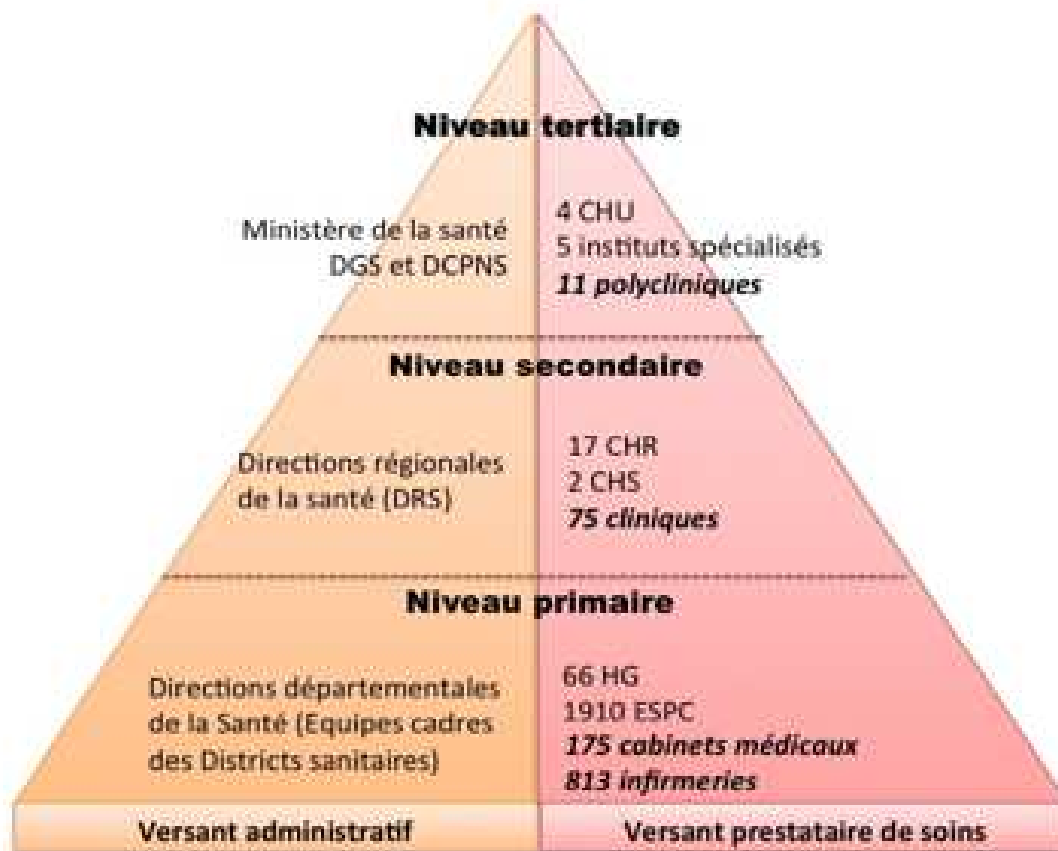 Niveau tertiaire
Ministère de la santé
DGS et DCPNS
4 CHU
5 instituts spécialisés
11 polycliniques
Niveau secondaire
Directions régionales
de la santé (DRS)
17 CHR
2 CHS
75 cliniques
Niveau primaire
Directions départementales
de la Santé (Equipes cadres
des Districts sanitaires)
66 HG
1910 ESPC
175 cabinets médicaux
813 infirmeries
Versant administratif
Versant prestataire de soins